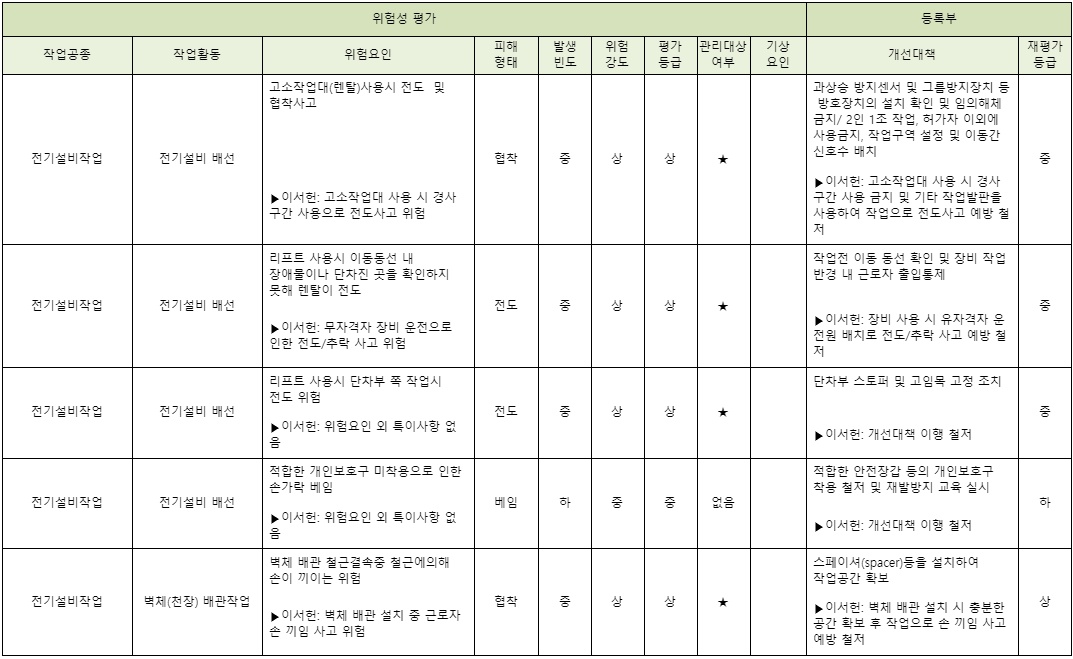 위험성 평가
등록부
작업공종
작업활동
위험요인
피해
형태
발생
빈도
위험
강도
평가
등급
관리대상
여부
기상
요인
개선대책
재평가
등급
전기설비작업
전기설비 배선
고소작업대(렌탈)사용시 전도 및
협착사고
▶이서헌: 고소작업대 사용 시 경사
구간 사용으로 전도사고 위험
협착
중
상
상
★
과상승 방지센서 및 그름방지장치 등
방호장치의 설치 확인 및 임의해체
금지/ 2인 1조 작업, 허가자 이외에
사용금지, 작업구역 설정 및 이동간
신호수 배치
▶이서헌: 고소작업대 사용 시 경사
구간 사용 금지 및 기타 작업발판을
사용하여 작업으로 전도사고 예방 철
저
중
전기설비작업
전기설비 배선
리프트 사용시 이동동선 내
장애물이나 단차진 곳을 확인하지
못해 렌탈이 전도
▶이서헌: 무자격자 장비 운전으로
인한 전도/추락 사고 위험
전도
중
상
상
★
작업전 이동 동선 확인 및 장비 작업
반경 내 근로자 출입통제
▶이서헌: 장비 사용 시 유자격자 운
전원 배치로 전도/추락 사고 예방 철
저
중
전기설비작업
전기설비 배선
리프트 사용시 단차부 쪽 작업시
전도 위험
▶이서헌: 위험요인 외 특이사항 없
음
전도
중
상
상
★
단차부 스토퍼 및 고임목 고정 조치
▶이서헌: 개선대책 이행 철저
중
전기설비작업
전기설비 배선
적합한 개인보호구 미착용으로 인한
손가락 베임
▶이서헌: 위험요인 외 특이사항 없
음
베임
하
중
중
없음
적합한 안전장갑 등의 개인보호구
착용 철저 및 재발방지 교육 실시
▶이서헌: 개선대책 이행 철저
하
전기설비작업
벽체(천장) 배관작업
벽체 배관 철근결속중 철근에의해
손이 끼이는 위험
▶이서헌: 벽체 배관 설치 중 근로자
손 끼임 사고 위험
협착
중
상
상
★
스페이셔(spacer)등을 설치하여
작업공간 확보
▶이서헌: 벽체 배관 설치 시 충분한
공간 확보 후 작업으로 손 끼임 사고
예방 철저
상